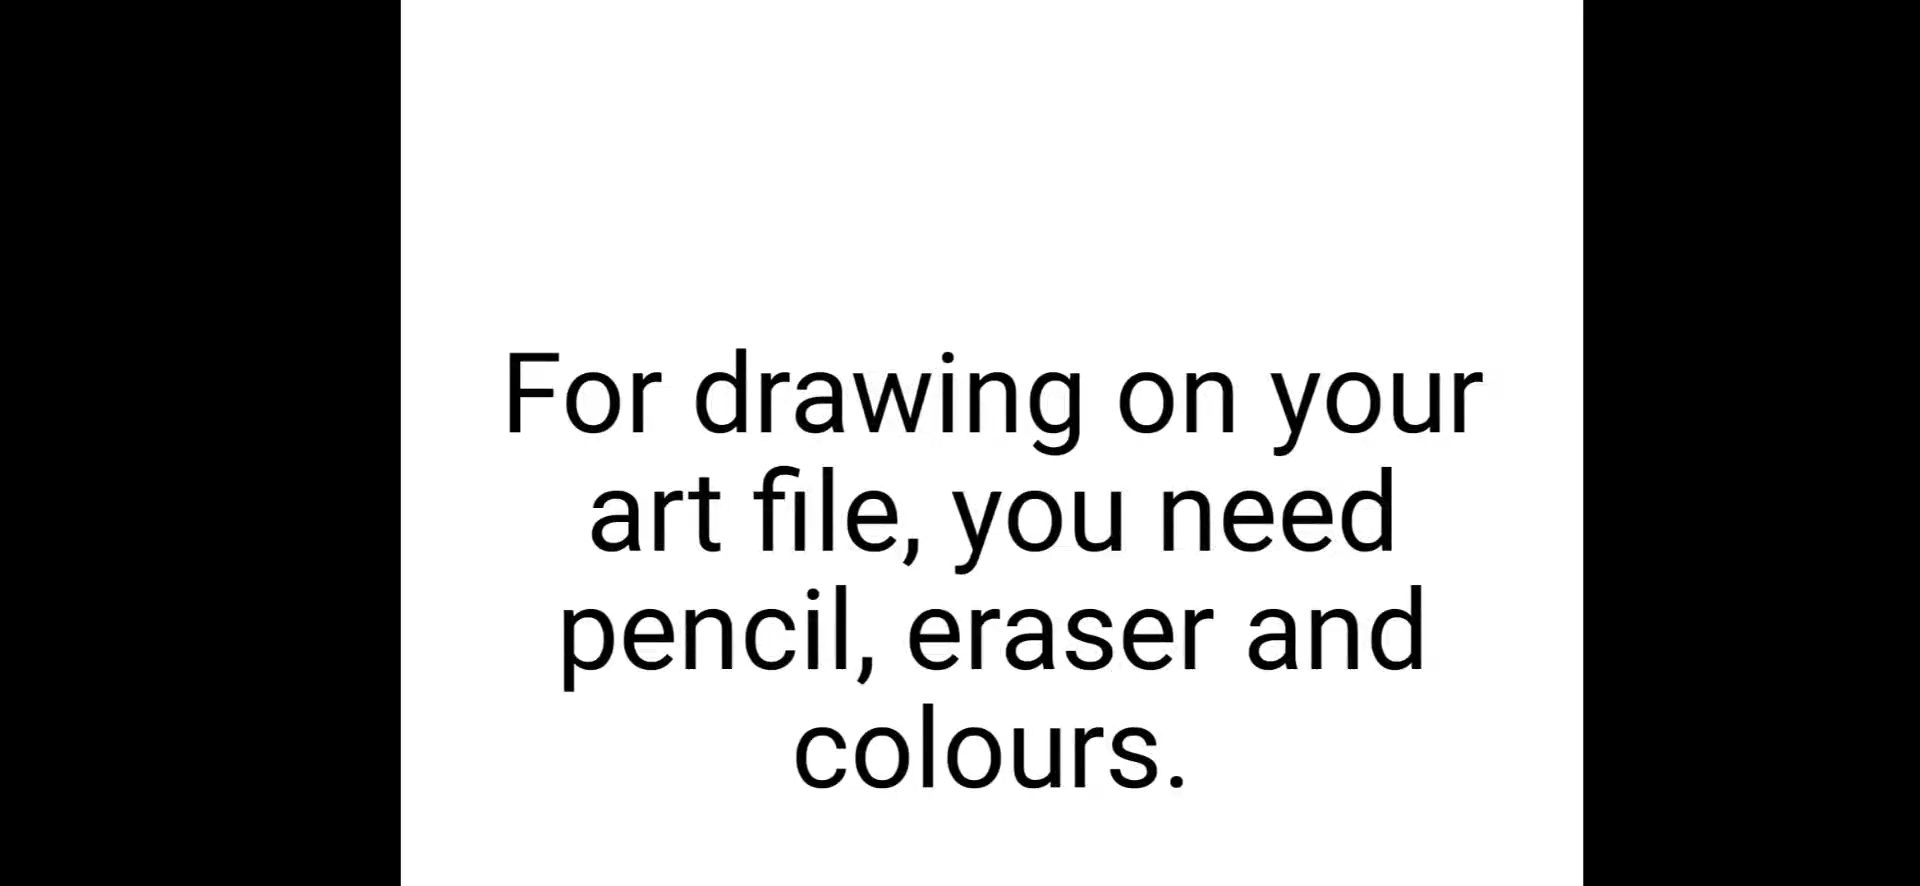 For drawing on your
art file, you need
pencil, eraser and
colours.